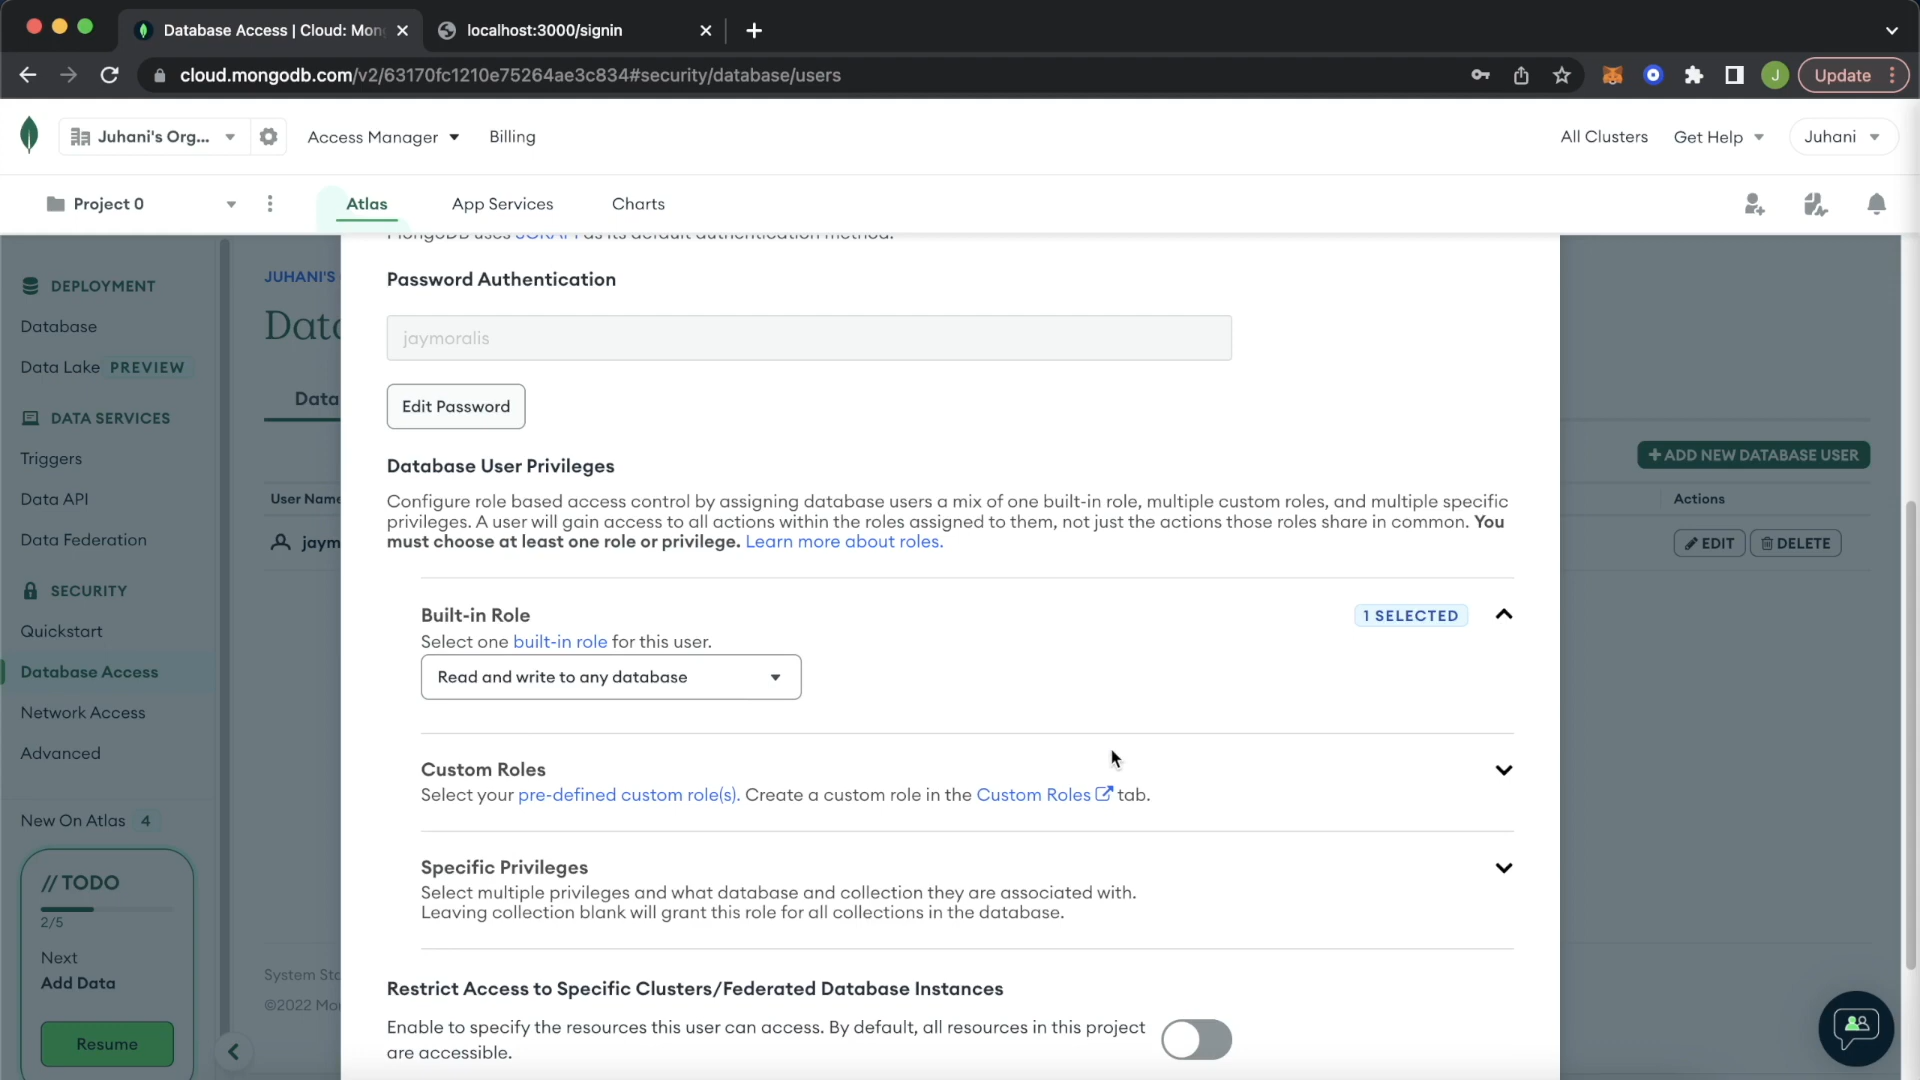 Database Access | Cloud: Mon
localhost:3000/signin
cloud.mongodb.com/v2/63170fc1210e75264ae3c834#security/database/users
J
Update
Juhani's Org...
Access Manager
Billing
All Clusters
Get Help
Juhani
Project 0
Atlas
App Services
Charts
MongoDB uses SCRAM as its default authentication method.
DEPLOYMENT
Database
Data Lake PREVIEW
DATA SERVICES
Triggers
Data API
Data Federation
SECURITY
Quickstart
Database Access
Network Access
Advanced
New On Atlas 4
// TODO
2/5
Next
Add Data
Resume
JUHANI'S
Data
Data
User Name
jaym
System Sta
©2022 Mon
Password Authentication
jaymoralis
Edit Password
Database User Privileges
Configure role based access control by assigning database users a mix of one built-in role, multiple custom roles, and multiple specific
privileges. A user will gain access to all actions within the roles assigned to them, not just the actions those roles share in common. You
must choose at least one role or privilege. Learn more about roles.
Built-in Role
1 SELECTED
Select one built-in role for this user.
Read and write to any database
Custom Roles
Select your pre-defined custom role(s). Create a custom role in the Custom Roles tab.
Specific Privileges
Select multiple privileges and what database and collection they are associated with.
Leaving collection blank will grant this role for all collections in the database.
Restrict Access to Specific Clusters/Federated Database Instances
Enable to specify the resources this user can access. By default, all resources in this project
are accessible.
+ ADD NEW DATABASE USER
Actions
EDIT
DELETE